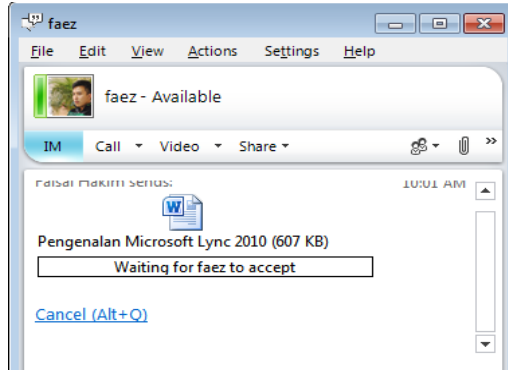 faez
File Edit View Actions Settings Help
faez - Available
IM Call Video Share
Faisal Hakim sends: 10:01 AM
Pengenalan Microsoft Lync 2010 (607 KB)
Waiting for faez to accept
Cancel (Alt+Q)